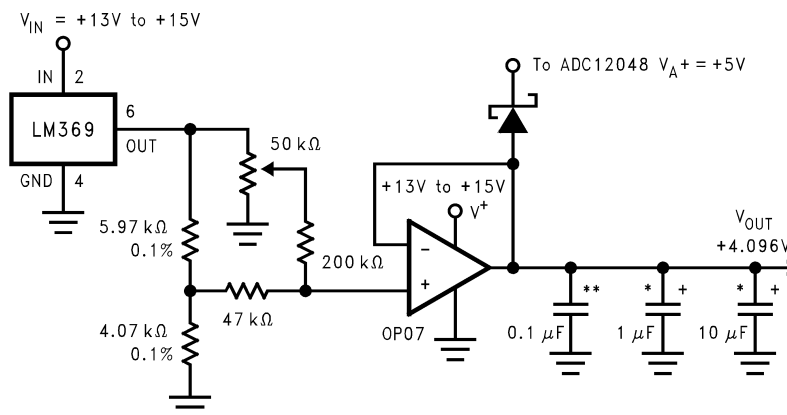 V_IN = +13V to +15V
IN 2
LM369
6
OUT
GND 4
50 kΩ
5.97 kΩ
0.1%
200 kΩ
47 kΩ
4.07 kΩ
0.1%
To ADC12048 V_A+ = +5V
+13V to +15V
V+
-
+
OP07
V_OUT
+4.096V
**
0.1 μF
* +
1 μF
* +
10 μF